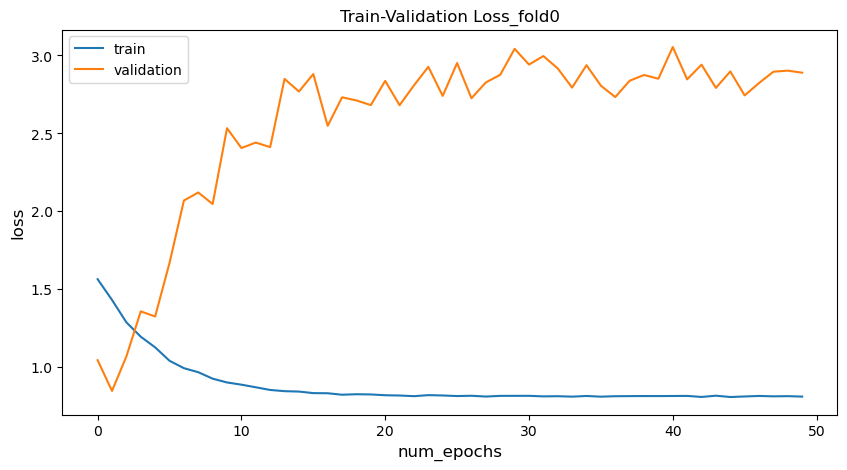 Train-Validation Loss_fold0
train
validation
3.0
2.5
2.0
1.5
1.0
loss
0 10 20 30 40 50
num_epochs